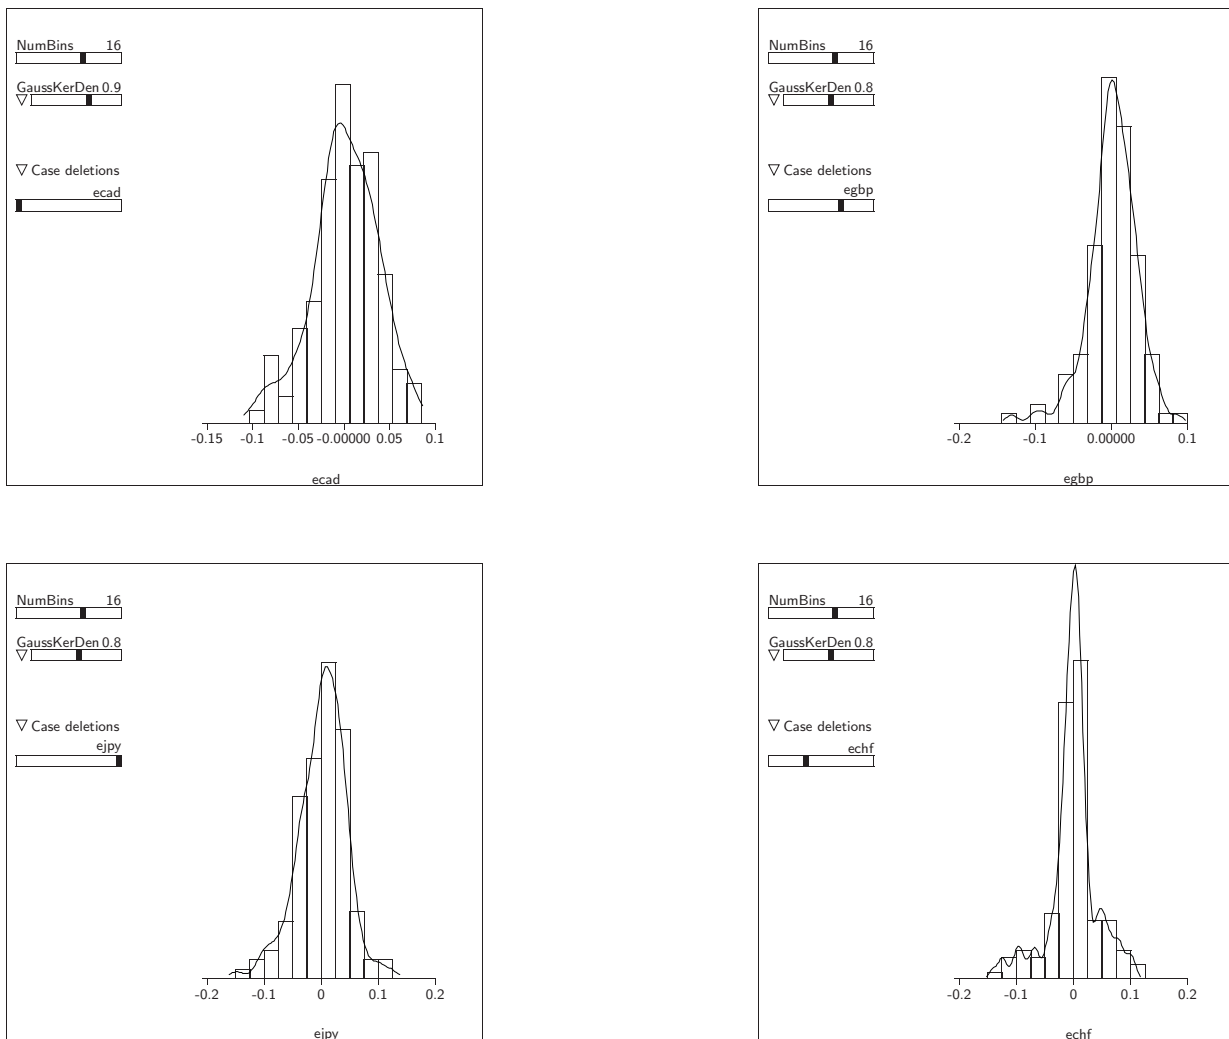 NumBins 16
GaussKerDen 0.9
▽ Case deletions
ecad
-0.15 -0.1 -0.05 -0.00000 0.05 0.1
ecad
NumBins 16
GaussKerDen 0.8
▽ Case deletions
egbp
-0.2 -0.1 0.00000 0.1
egbp
NumBins 16
GaussKerDen 0.8
▽ Case deletions
ejpy
-0.2 -0.1 0 0.1 0.2
ejpy
NumBins 16
GaussKerDen 0.8
▽ Case deletions
echf
-0.2 -0.1 0 0.1 0.2
echf